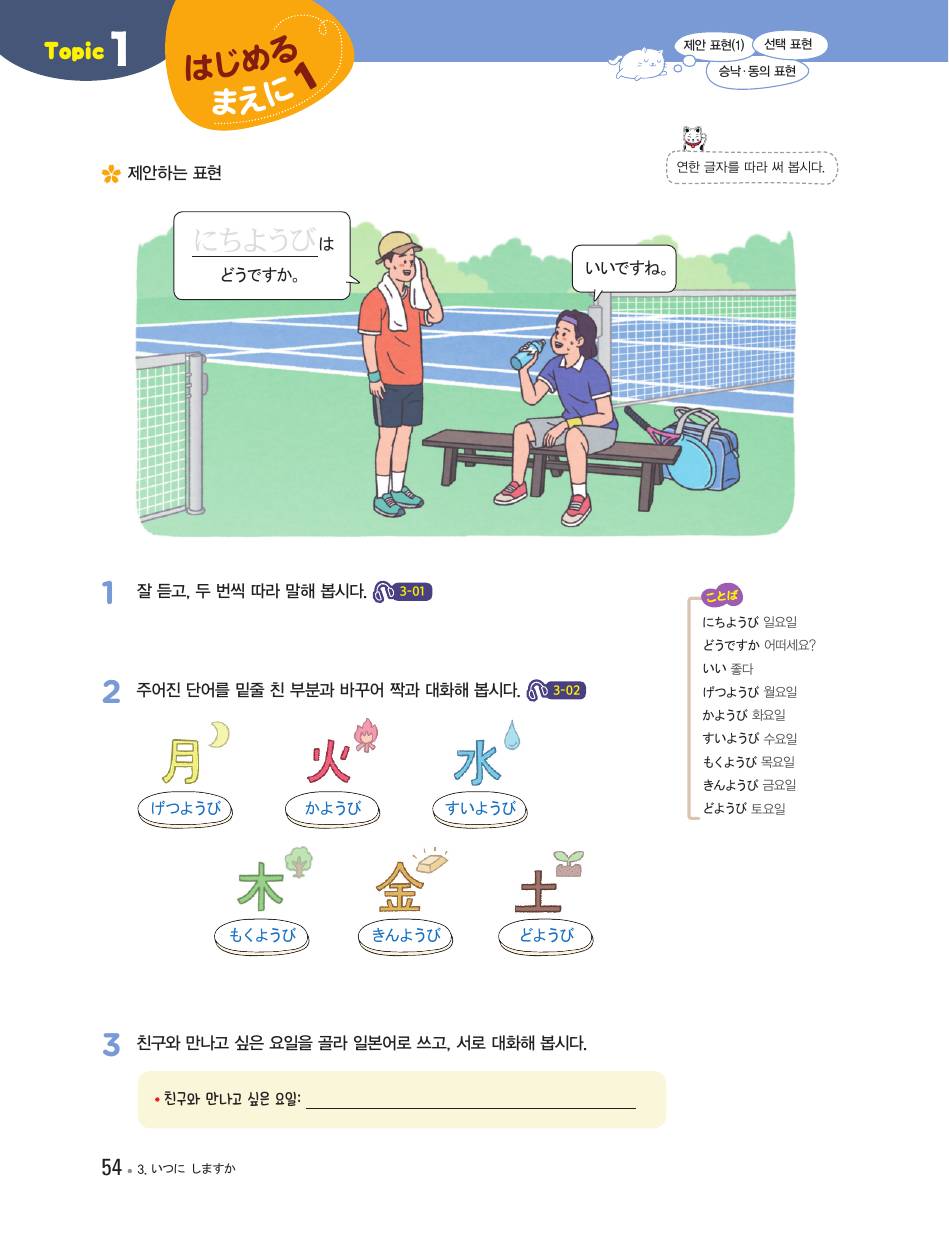 Topic 1
はじめる
まえに 1
제안 표현(1)
선택 표현
승낙·동의 표현
제안하는 표현
연한 글자를 따라 써 봅시다.
にちようびは
どうですか。
いいですね。
1 잘 듣고, 두 번씩 따라 말해 봅시다. 3-01
2 주어진 단어를 밑줄 친 부분과 바꾸어 짝과 대화해 봅시다. 3-02
月 火 水
げつようび かようび すいようび
木 金 土
もくようび きんようび どようび
ことば
にちようび 일요일
どうですか 어떠세요?
いい 좋다
げつようび 월요일
かようび 화요일
すいようび 수요일
もくようび 목요일
きんようび 금요일
どようび 토요일
3 친구와 만나고 싶은 요일을 골라 일본어로 쓰고, 서로 대화해 봅시다.
• 친구와 만나고 싶은 요일:
54 • 3. いつに しますか